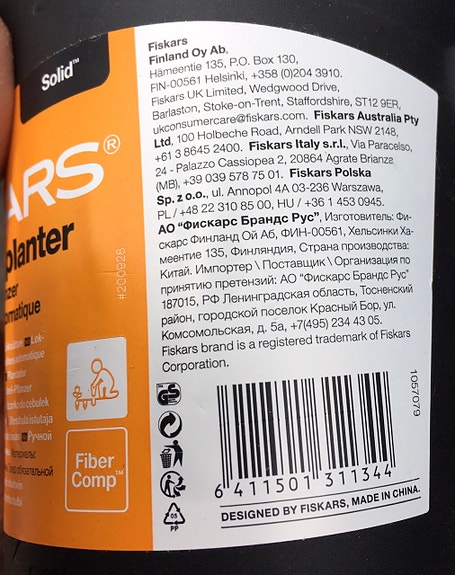 Solid™
ARS®
planter
#200928
Fiber
Comp™
Fiskars
Finland Oy Ab,
Hämeentie 135, P.O. Box 130,
FIN-00561 Helsinki, +358 (0)204 3910.
Fiskars UK Limited, Wedgwood Drive,
Barlaston, Stoke-on-Trent, Staffordshire, ST12 9ER,
ukconsumercare@fiskars.com. Fiskars Australia Pty
Ltd, 100 Holbeche Road, Arndell Park NSW 2148,
+61 3 8645 2400. Fiskars Italy s.r.l., Via Paracelso,
24 - Palazzo Cassiopea 2, 20864 Agrate Brianza
(MB), +39 039 578 75 01. Fiskars Polska
Sp. z o.o., ul. Annopol 4A 03-236 Warszawa,
PL / +48 22 310 85 00, HU / +36 1 453 0945.
АО “Фискарс Брандс Рус”, Изготовитель: Фи-
скарс Финланд Ой Аб, ФИН-00561, Хельсинки Ха-
меентие 135, Финляндия, Страна производства:
Китай. Импортер \ Поставщик \ Организация по
принятию претензий: АО “Фискарс Брандс Рус”
187015, РФ Ленинградская область, Тосненский
район, городской поселок Красный Бор, ул.
Комсомольская, д. 5а, +7(495) 234 43 05.
Fiskars brand is a registered trademark of Fiskars
Corporation.
1057079
05
PP
6 411501 311344
DESIGNED BY FISKARS, MADE IN CHINA.